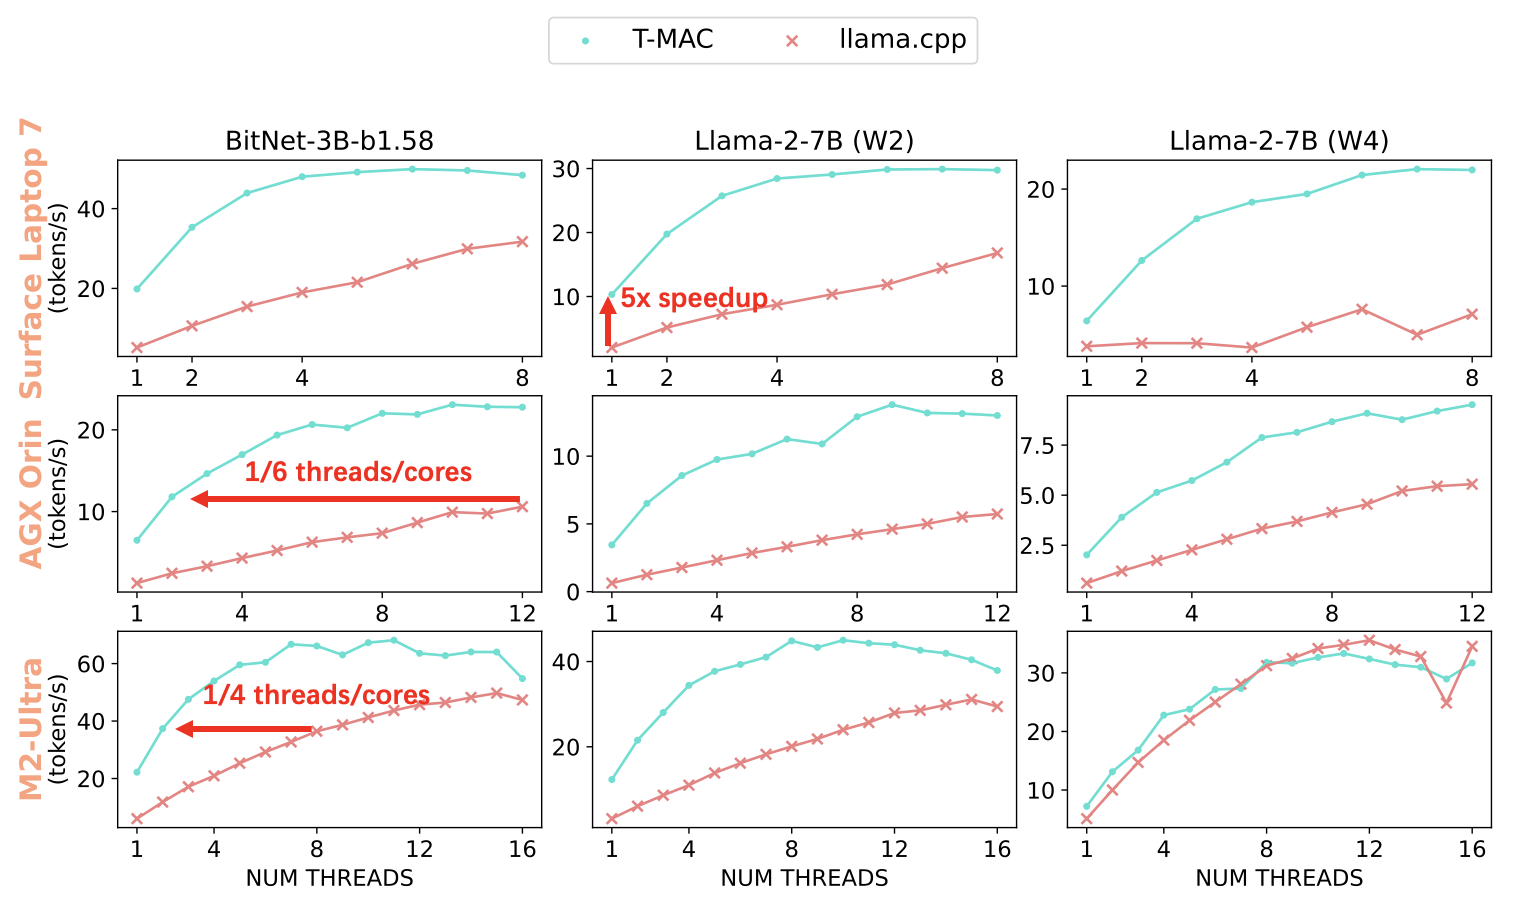 T-MAC llama.cpp
BitNet-3B-b1.58 Llama-2-7B (W2) Llama-2-7B (W4)
Surface Laptop 7
(tokens/s)
40
20
1 2 4 8
30
20
10
5x speedup
1 2 4 8
20
10
1 2 4 8
AGX Orin
(tokens/s)
20
10
1/6 threads/cores
1 4 8 12
10
5
0
1 4 8 12
7.5
5.0
2.5
1 4 8 12
M2-Ultra
(tokens/s)
60
40
20
1/4 threads/cores
1 4 8 12 16
NUM THREADS
40
20
1 4 8 12 16
NUM THREADS
30
20
10
1 4 8 12 16
NUM THREADS